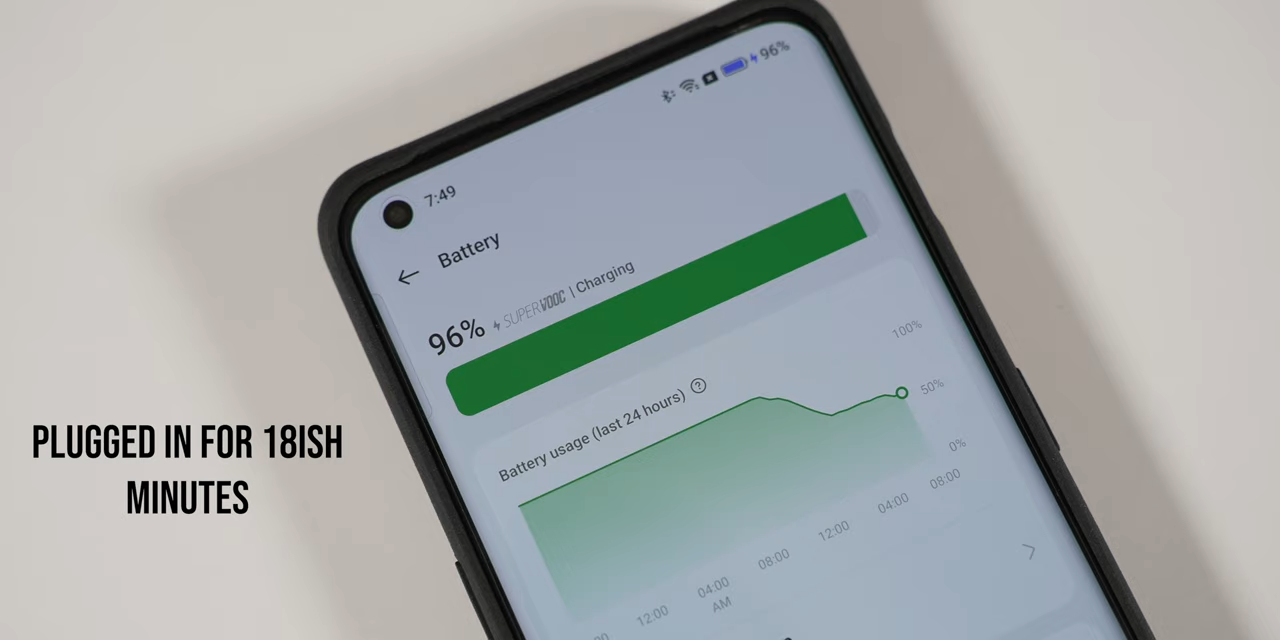 96%
7:49
Battery
96% SUPERVOOC | Charging
Battery usage (last 24 hours) ?
100%
50%
0%
12:00
04:00
AM
08:00
12:00
04:00
08:00
PLUGGED IN FOR 18ISH
MINUTES